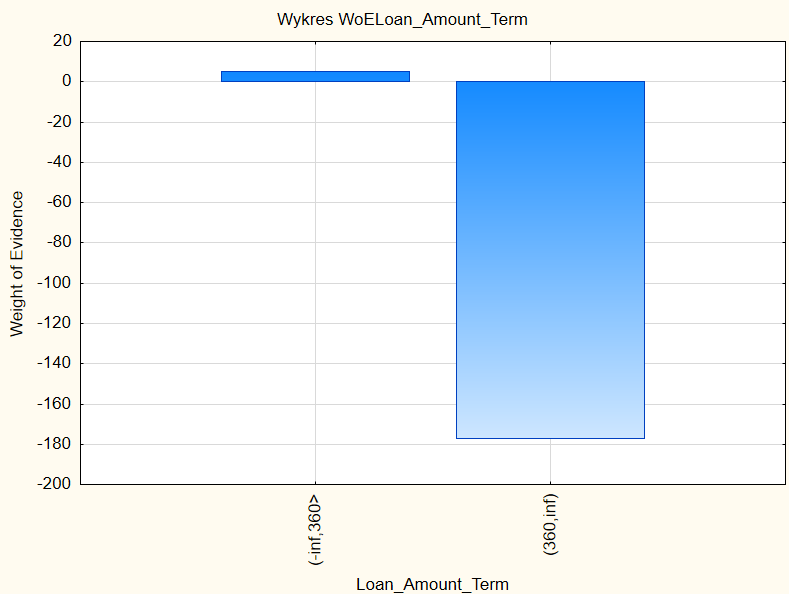 Wykres WoELoan_Amount_Term
20
0
-20
-40
-60
-80
-100
-120
-140
-160
-180
-200
Weight of Evidence
(-inf,360>
(360,inf)
Loan_Amount_Term